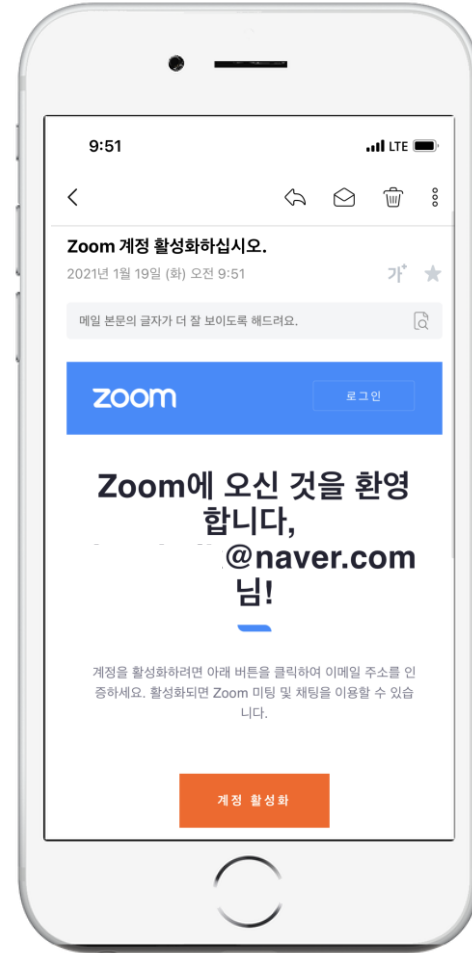 9:51
LTE
Zoom 계정 활성화하십시오.
2021년 1월 19일 (화) 오전 9:51
가+
메일 본문의 글자가 더 잘 보이도록 해드려요.
zoom
로그인
Zoom에 오신 것을 환영
합니다,
@naver.com
님!
계정을 활성화하려면 아래 버튼을 클릭하여 이메일 주소를 인
증하세요. 활성화되면 Zoom 미팅 및 채팅을 이용할 수 있습
니다.
계정 활성화